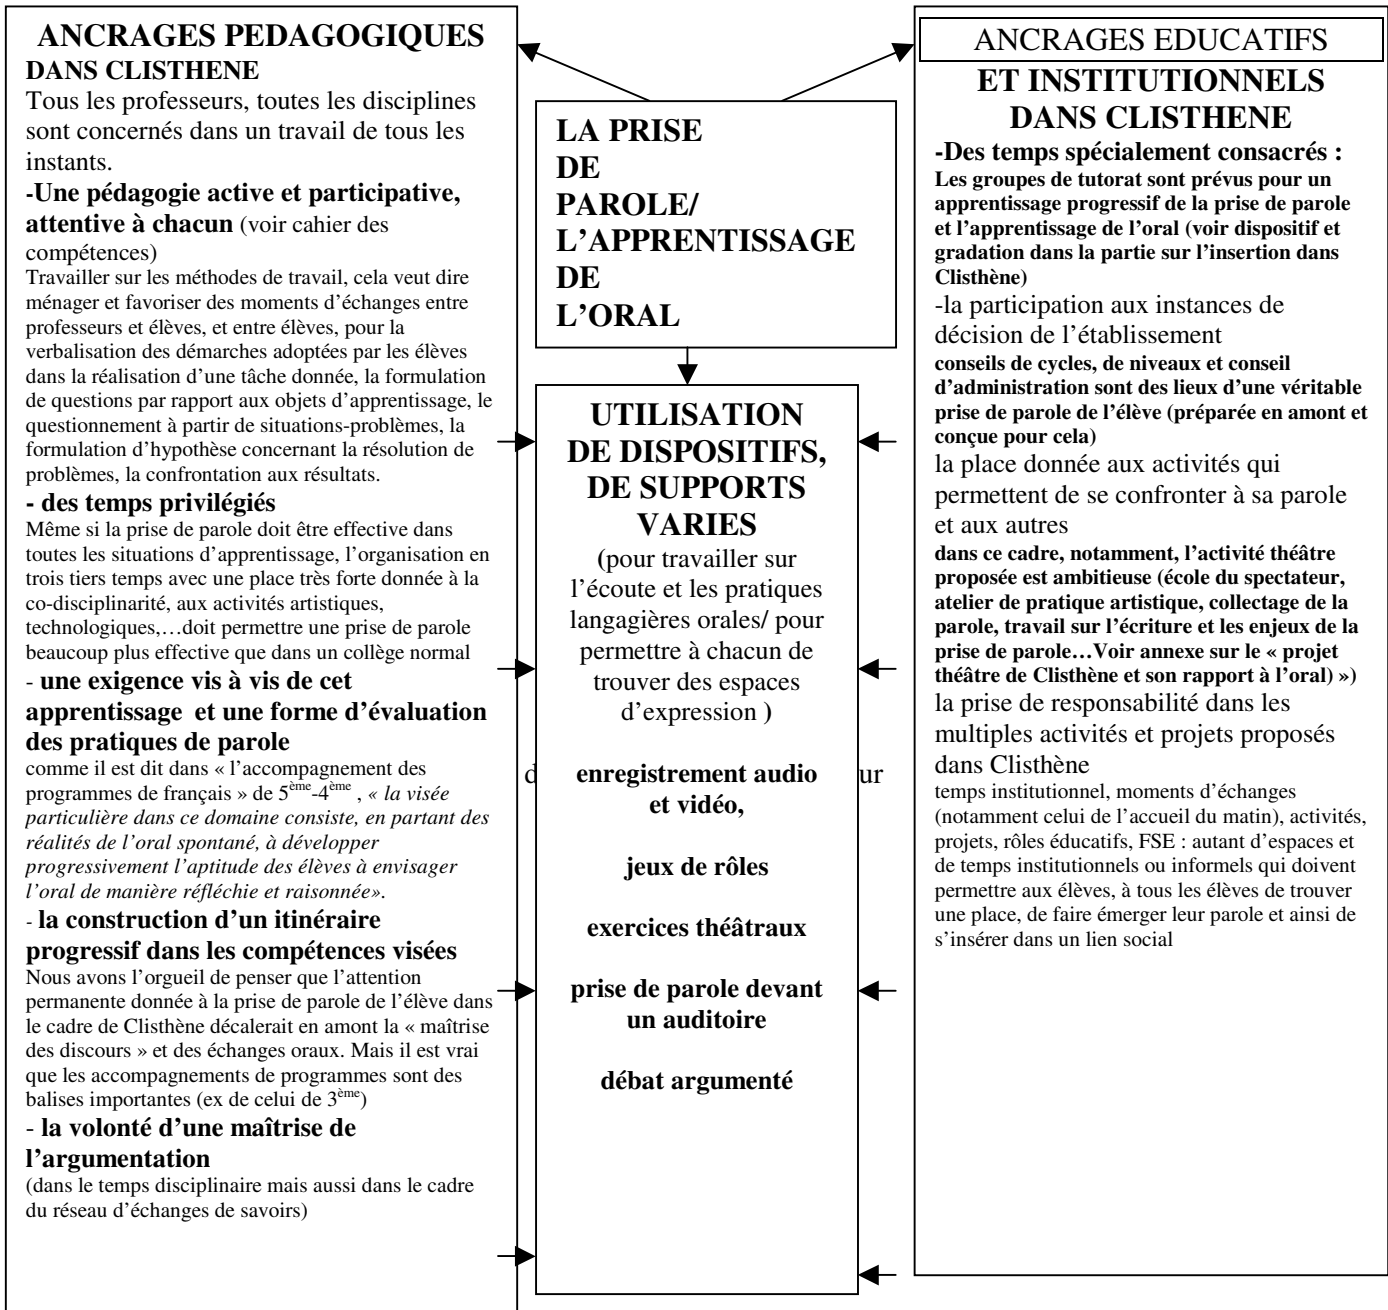 ANCRAGES PEDAGOGIQUES
DANS CLISTHENE
Tous les professeurs, toutes les disciplines
sont concernés dans un travail de tous les
instants.
-Une pédagogie active et participative,
attentive à chacun (voir cahier des
compétences)
Travailler sur les méthodes de travail, cela veut dire
ménager et favoriser des moments d’échanges entre
professeurs et élèves, et entre élèves, pour la
verbalisation des démarches adoptées par les élèves
dans la réalisation d’une tâche donnée, la formulation
de questions par rapport aux objets d’apprentissage, le
questionnement à partir de situations-problèmes, la
formulation d’hypothèse concernant la résolution de
problèmes, la confrontation aux résultats.
- des temps privilégiés
Même si la prise de parole doit être effective dans
toutes les situations d’apprentissage, l’organisation en
trois tiers temps avec une place très forte donnée à la
co-disciplinarité, aux activités artistiques,
technologiques,…doit permettre une prise de parole
beaucoup plus effective que dans un collège normal
- une exigence vis à vis de cet
apprentissage et une forme d’évaluation
des pratiques de parole
comme il est dit dans « l’accompagnement des
programmes de français » de 5ème-4ème , « la visée
particulière dans ce domaine consiste, en partant des
réalités de l’oral spontané, à développer
progressivement l’aptitude des élèves à envisager
l’oral de manière réfléchie et raisonnée».
- la construction d’un itinéraire
progressif dans les compétences visées
Nous avons l’orgueil de penser que l’attention
permanente donnée à la prise de parole de l’élève dans
le cadre de Clisthène décalerait en amont la « maîtrise
des discours » et des échanges oraux. Mais il est vrai
que les accompagnements de programmes sont des
balises importantes (ex de celui de 3ème)
- la volonté d’une maîtrise de
l’argumentation
(dans le temps disciplinaire mais aussi dans le cadre
du réseau d’échanges de savoirs)
LA PRISE
DE
PAROLE/
L’APPRENTISSAGE
DE
L’ORAL
UTILISATION
DE DISPOSITIFS,
DE SUPPORTS
VARIES
(pour travailler sur
l’écoute et les pratiques
langagières orales/ pour
permettre à chacun de
trouver des espaces
d’expression )
enregistrement audio
et vidéo,
jeux de rôles
exercices théâtraux
prise de parole devant
un auditoire
débat argumenté
ANCRAGES EDUCATIFS
ET INSTITUTIONNELS
DANS CLISTHENE
-Des temps spécialement consacrés :
Les groupes de tutorat sont prévus pour un
apprentissage progressif de la prise de parole
et l’apprentissage de l’oral (voir dispositif et
gradation dans la partie sur l’insertion dans
Clisthène)
-la participation aux instances de
décision de l’établissement
conseils de cycles, de niveaux et conseil
d’administration sont des lieux d’une véritable
prise de parole de l’élève (préparée en amont et
conçue pour cela)
la place donnée aux activités qui
permettent de se confronter à sa parole
et aux autres
dans ce cadre, notamment, l’activité théâtre
proposée est ambitieuse (école du spectateur,
atelier de pratique artistique, collectage de la
parole, travail sur l’écriture et les enjeux de la
prise de parole…Voir annexe sur le « projet
théâtre de Clisthène et son rapport à l’oral) »)
la prise de responsabilité dans les
multiples activités et projets proposés
dans Clisthène
temps institutionnel, moments d’échanges
(notamment celui de l’accueil du matin), activités,
projets, rôles éducatifs, FSE : autant d’espaces et
de temps institutionnels ou informels qui doivent
permettre aux élèves, à tous les élèves de trouver
une place, de faire émerger leur parole et ainsi de
s’insérer dans un lien social